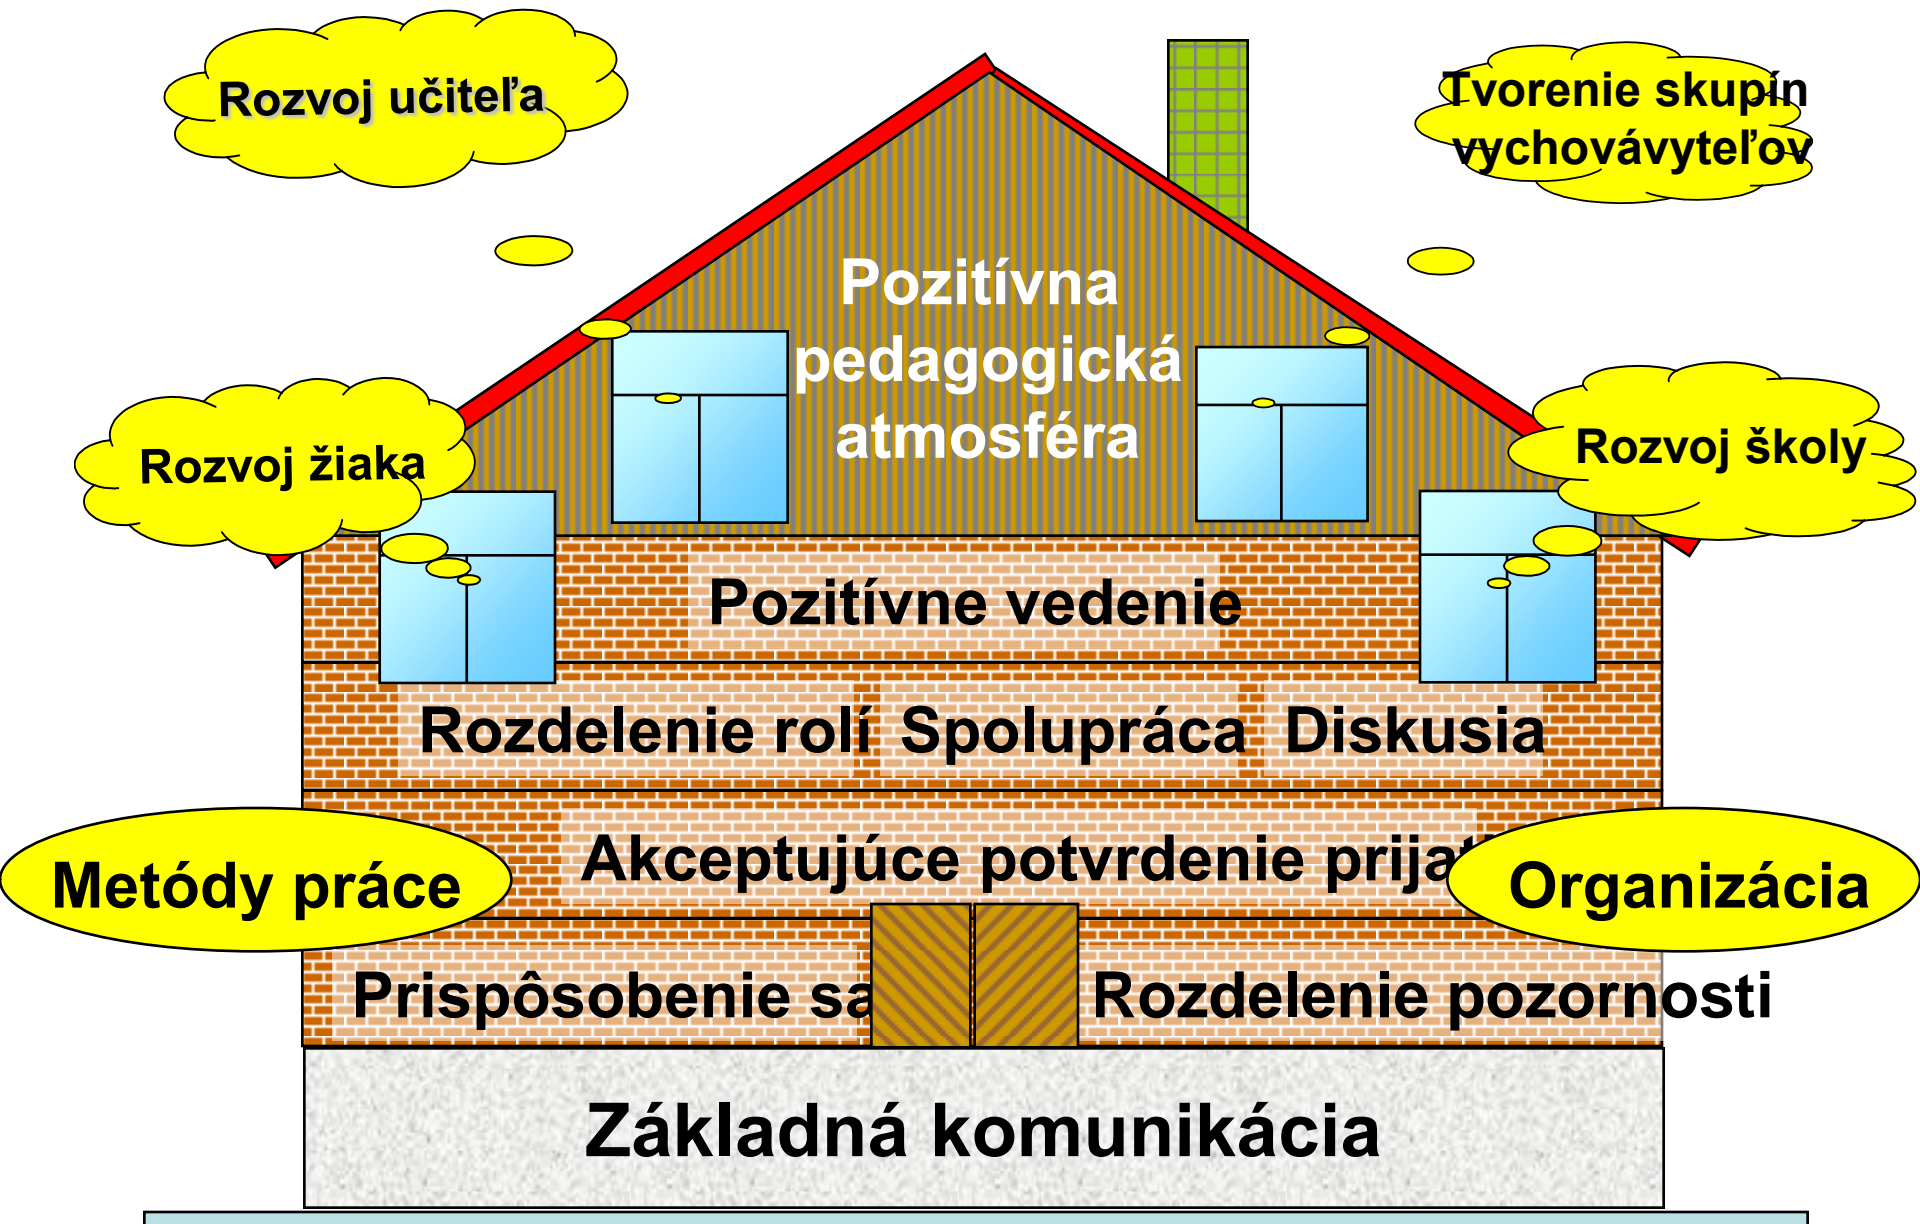 Rozvoj učiteľa
Tvorenie skupín
vychovávyteľov
Pozitívna
pedagogická
atmosféra
Rozvoj žiaka
Rozvoj školy
Pozitívne vedenie
Rozdelenie rolí Spolupráca Diskusia
Akceptujúce potvrdenie
Metódy práce
Organizácia
Prispôsobenie sa
Rozdelenie pozornosti
Základná komunikácia